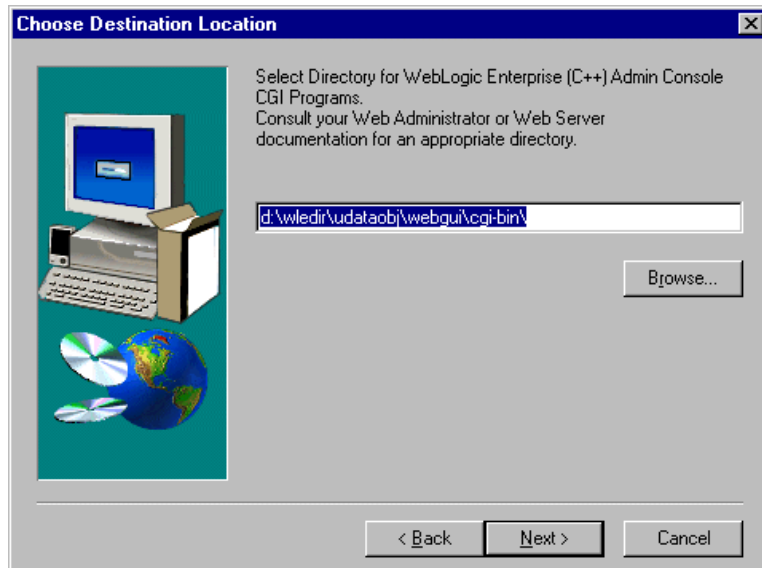 Choose Destination Location
Select Directory for WebLogic Enterprise (C++) Admin Console
CGI Programs.
Consult your Web Administrator or Web Server
documentation for an appropriate directory.
d:\wledir\udataobj\webgui\cgi-bin\
Browse...
< Back Next > Cancel